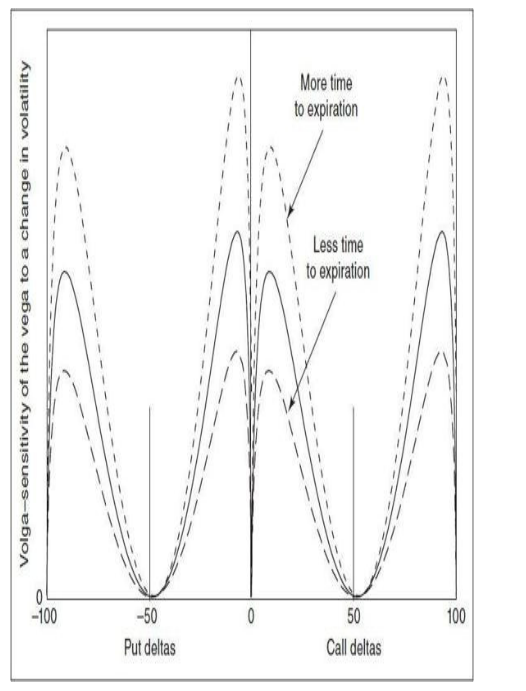 Volga–sensitivity of the vega to a change in volatility
More time
to expiration
Less time
to expiration
0
–100
–50
0
50
100
Put deltas
Call deltas